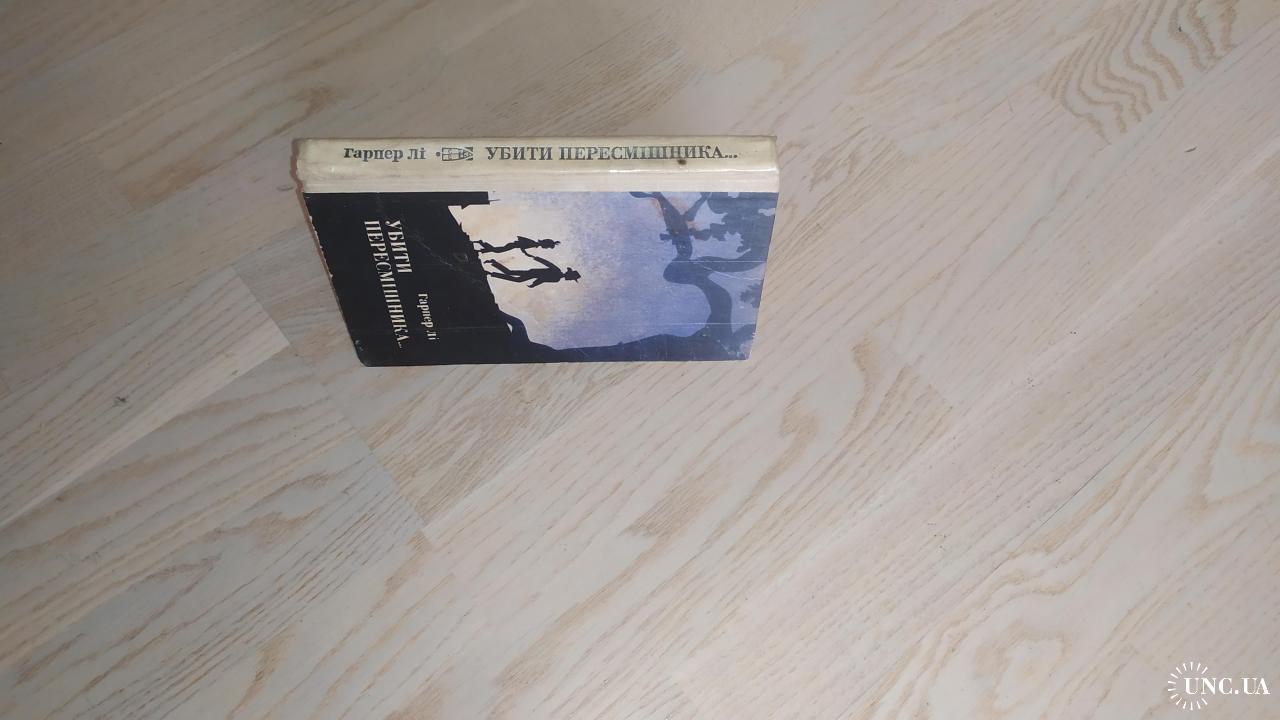 гарпер лі УБИТИ ПЕРЕСМІШНИКА...
УБИТИ
ПЕРЕСМІШНИКА...
гарпер лі
UNC.UA